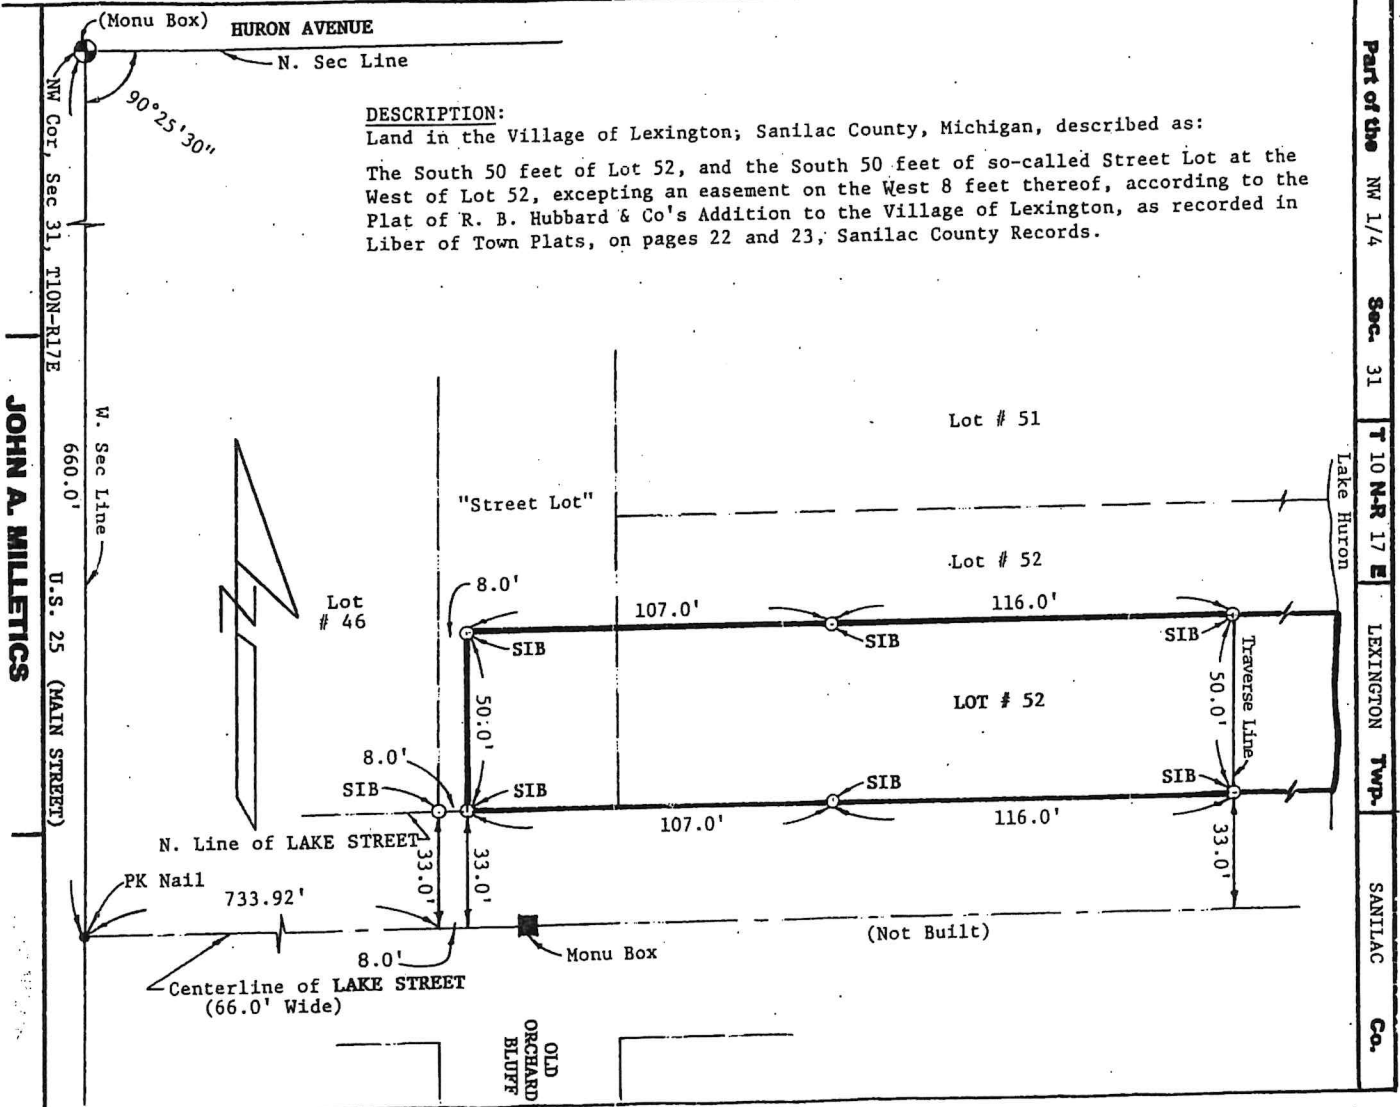 (Monu Box)
HURON AVENUE
N. Sec Line
90°25'30"
NW Cor, Sec 31, T10N-R17E
DESCRIPTION:
Land in the Village of Lexington; Sanilac County, Michigan, described as:
The South 50 feet of Lot 52, and the South 50 feet of so-called Street Lot at the
West of Lot 52, excepting an easement on the West 8 feet thereof, according to the
Plat of R. B. Hubbard & Co's Addition to the Village of Lexington, as recorded in
Liber of Town Plats, on pages 22 and 23, Sanilac County Records.
Part of the NW 1/4 Sec. 31 T 10 N-R 17 E LEXINGTON Twp. SANILAC Co.
JOHN A. MILLETICS
W. Sec Line
660.0'
U.S. 25 (MAIN STREET)
Lot # 51
"Street Lot"
Lake Huron
Lot # 52
Lot
# 46
N
8.0'
107.0'
116.0'
SIB
SIB
SIB
50.0'
LOT # 52
50.0'
Traverse Line
8.0'
SIB
SIB
SIB
SIB
107.0'
116.0'
N. Line of LAKE STREET
33.0'
33.0'
33.0'
PK Nail
733.92'
(Not Built)
Monu Box
8.0'
Centerline of LAKE STREET
(66.0' Wide)
OLD
ORCHARD
BLUFF